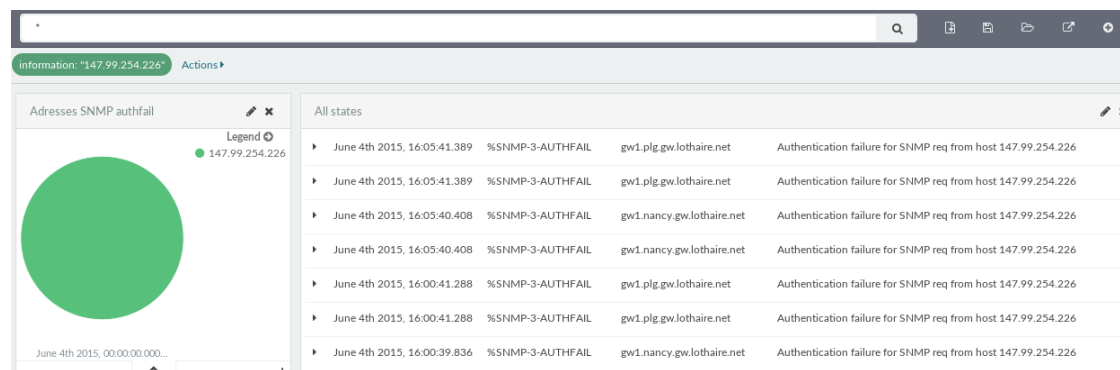 *
information: "147.99.254.226" Actions
Adresses SNMP authfail
Legend
147.99.254.226
June 4th 2015, 00:00:00.000...
All states
June 4th 2015, 16:05:41.389 %SNMP-3-AUTHFAIL gw1.plg.gw.lothaire.net Authentication failure for SNMP req from host 147.99.254.226
June 4th 2015, 16:05:41.389 %SNMP-3-AUTHFAIL gw1.plg.gw.lothaire.net Authentication failure for SNMP req from host 147.99.254.226
June 4th 2015, 16:05:40.408 %SNMP-3-AUTHFAIL gw1.nancy.gw.lothaire.net Authentication failure for SNMP req from host 147.99.254.226
June 4th 2015, 16:05:40.408 %SNMP-3-AUTHFAIL gw1.nancy.gw.lothaire.net Authentication failure for SNMP req from host 147.99.254.226
June 4th 2015, 16:00:41.288 %SNMP-3-AUTHFAIL gw1.plg.gw.lothaire.net Authentication failure for SNMP req from host 147.99.254.226
June 4th 2015, 16:00:41.288 %SNMP-3-AUTHFAIL gw1.plg.gw.lothaire.net Authentication failure for SNMP req from host 147.99.254.226
June 4th 2015, 16:00:39.836 %SNMP-3-AUTHFAIL gw1.nancy.gw.lothaire.net Authentication failure for SNMP req from host 147.99.254.226